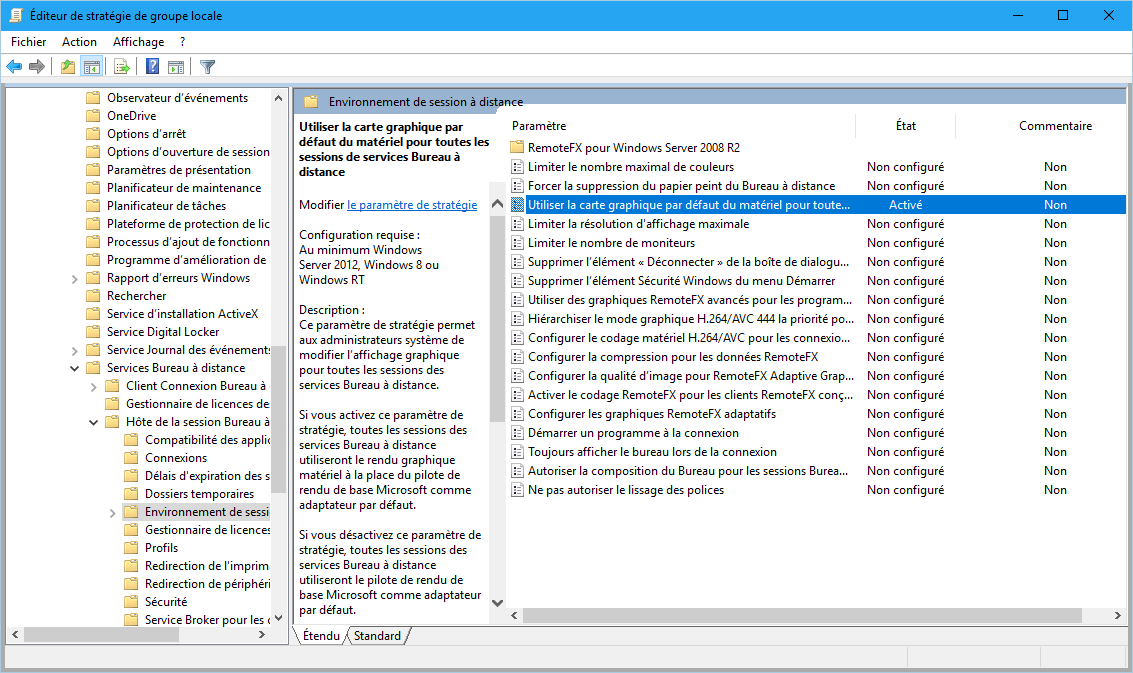 Éditeur de stratégie de groupe locale
Fichier Action Affichage ?
Observateur d'événements
OneDrive
Options d'arrêt
Options d'ouverture de session
Paramètres de présentation
Planificateur de maintenance
Planificateur de tâches
Plateforme de protection de lic
Processus d'ajout de fonctionn
Programme d'amélioration de
Rapport d'erreurs Windows
Rechercher
Service d'installation ActiveX
Service Digital Locker
Service Journal des événements
Services Bureau à distance
Client Connexion Bureau à
Gestionnaire de licences de
Hôte de la session Bureau à
Compatibilité des applic
Connexions
Délais d'expiration des s
Dossiers temporaires
Environnement de sessi
Gestionnaire de licences
Profils
Redirection de l'imprim
Redirection de périphéri
Sécurité
Service Broker pour les c
Environnement de session à distance
Utiliser la carte graphique par
défaut du matériel pour toutes les
sessions de services Bureau à
distance
Modifier le paramètre de stratégie
Configuration requise :
Au minimum Windows
Server 2012, Windows 8 ou
Windows RT
Description :
Ce paramètre de stratégie permet
aux administrateurs système de
modifier l'affichage graphique
pour toutes les sessions des
services Bureau à distance.
Si vous activez ce paramètre de
stratégie, toutes les sessions des
services Bureau à distance
utiliseront le rendu graphique
matériel à la place du pilote de
rendu de base Microsoft comme
adaptateur par défaut.
Si vous désactivez ce paramètre de
stratégie, toutes les sessions des
services Bureau à distance
utiliseront le pilote de rendu de
base Microsoft comme adaptateur
par défaut.
Paramètre État Commentaire
RemoteFX pour Windows Server 2008 R2
Limiter le nombre maximal de couleurs Non configuré Non
Forcer la suppression du papier peint du Bureau à distance Non configuré Non
Utiliser la carte graphique par défaut du matériel pour toute... Activé Non
Limiter la résolution d'affichage maximale Non configuré Non
Limiter le nombre de moniteurs Non configuré Non
Supprimer l'élément « Déconnecter » de la boîte de dialogu... Non configuré Non
Supprimer l'élément Sécurité Windows du menu Démarrer Non configuré Non
Utiliser des graphiques RemoteFX avancés pour les program... Non configuré Non
Hiérarchiser le mode graphique H.264/AVC 444 la priorité po... Non configuré Non
Configurer le codage matériel H.264/AVC pour les connexio... Non configuré Non
Configurer la compression pour les données RemoteFX Non configuré Non
Configurer la qualité d'image pour RemoteFX Adaptive Grap... Non configuré Non
Activer le codage RemoteFX pour les clients RemoteFX conç... Non configuré Non
Configurer les graphiques RemoteFX adaptatifs Non configuré Non
Démarrer un programme à la connexion Non configuré Non
Toujours afficher le bureau lors de la connexion Non configuré Non
Autoriser la composition du Bureau pour les sessions Burea... Non configuré Non
Ne pas autoriser le lissage des polices Non configuré Non
Étendu Standard